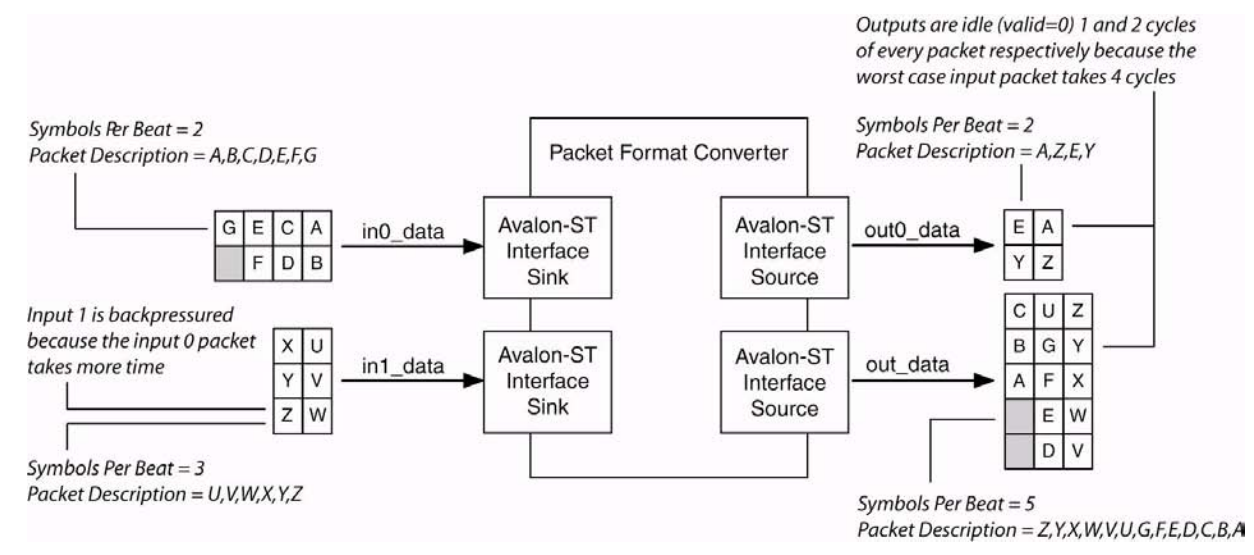 Outputs are idle (valid=0) 1 and 2 cycles
of every packet respectively because the
worst case input packet takes 4 cycles
Symbols Per Beat = 2
Packet Description = A,B,C,D,E,F,G
Packet Format Converter
Symbols Per Beat = 2
Packet Description = A,Z,E,Y
G E C A
F D B
in0_data
Avalon-ST
Interface
Sink
Avalon-ST
Interface
Source
out0_data
E A
Y Z
Input 1 is backpressured
because the input 0 packet
takes more time
X U
Y V
Z W
in1_data
Avalon-ST
Interface
Sink
Avalon-ST
Interface
Source
out_data
C U Z
B G Y
A F X
E W
D V
Symbols Per Beat = 3
Packet Description = U,V,W,X,Y,Z
Symbols Per Beat = 5
Packet Description = Z,Y,X,W,V,U,G,F,E,D,C,B,A